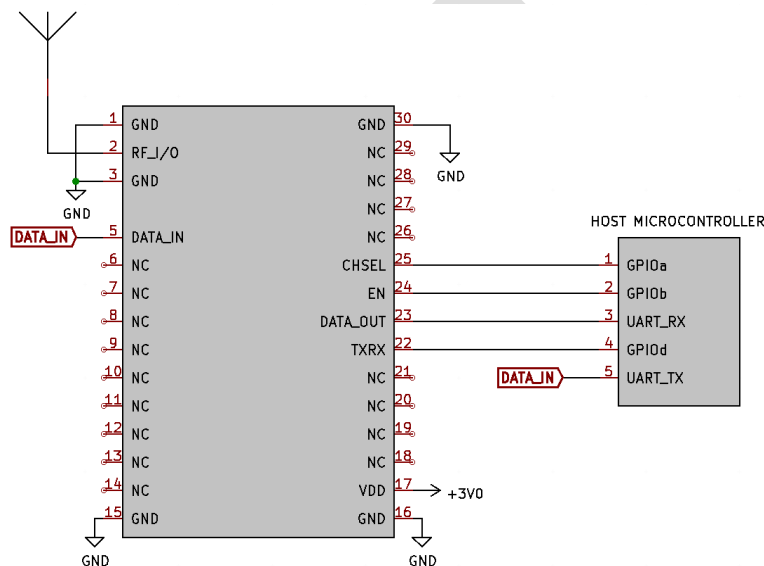 1 GND
2 RF_I/O
3 GND
GND
DATA_IN 5 DATA_IN
6 NC
7 NC
8 NC
9 NC
10 NC
11 NC
12 NC
13 NC
14 NC
15 GND
GND
GND 30
GND
NC 29
NC 28
NC 27
NC 26
CHSEL 25
EN 24
DATA_OUT 23
TXRX 22
NC 21
NC 20
NC 19
NC 18
VDD 17 +3V0
GND 16
GND
HOST MICROCONTROLLER
1 GPIOa
2 GPIOb
3 UART_RX
4 GPIOd
DATA_IN 5 UART_TX